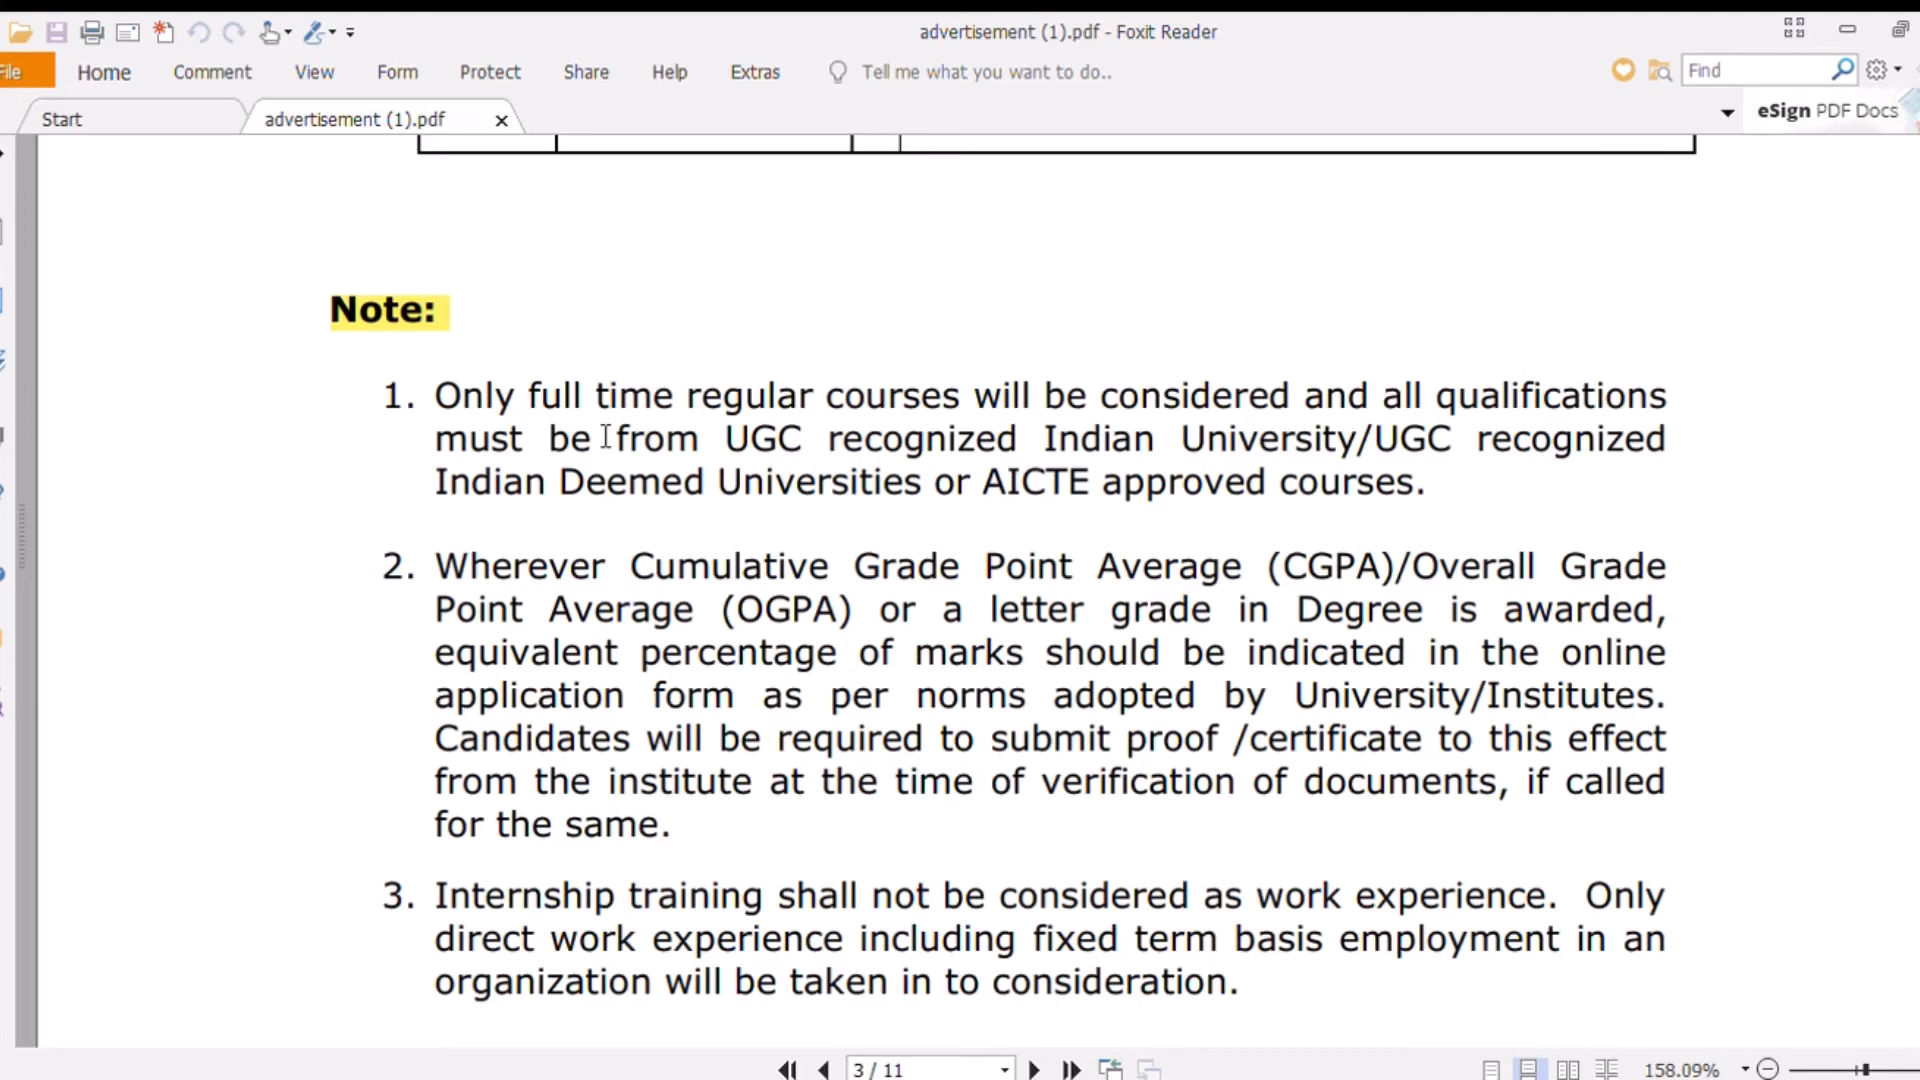 advertisement (1).pdf - Foxit Reader
File Home Comment View Form Protect Share Help Extras Tell me what you want to do.. Find
Start advertisement (1).pdf eSign PDF Docs
Note:
1. Only full time regular courses will be considered and all qualifications
must be from UGC recognized Indian University/UGC recognized
Indian Deemed Universities or AICTE approved courses.
2. Wherever Cumulative Grade Point Average (CGPA)/Overall Grade
Point Average (OGPA) or a letter grade in Degree is awarded,
equivalent percentage of marks should be indicated in the online
application form as per norms adopted by University/Institutes.
Candidates will be required to submit proof /certificate to this effect
from the institute at the time of verification of documents, if called
for the same.
3. Internship training shall not be considered as work experience. Only
direct work experience including fixed term basis employment in an
organization will be taken in to consideration.
3 / 11 158.09%